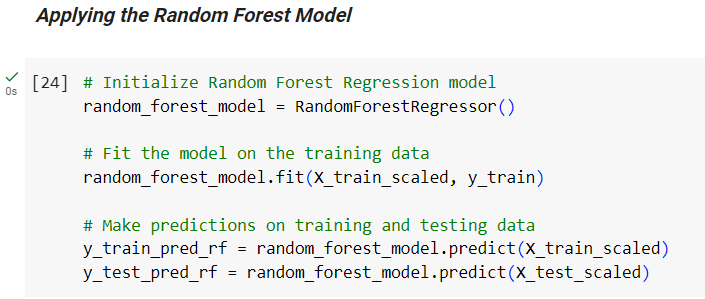 Applying the Random Forest Model
0s
[24] # Initialize Random Forest Regression model
random_forest_model = RandomForestRegressor()
# Fit the model on the training data
random_forest_model.fit(X_train_scaled, y_train)
# Make predictions on training and testing data
y_train_pred_rf = random_forest_model.predict(X_train_scaled)
y_test_pred_rf = random_forest_model.predict(X_test_scaled)